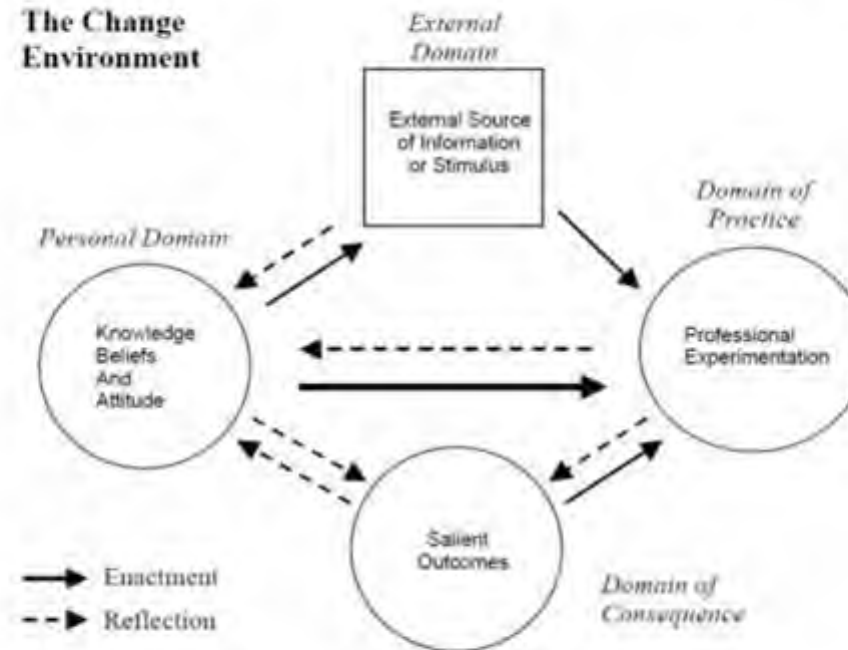 The Change
Environment
External
Domain
External Source
of Information
or Stimulus
Domain of
Practice
Personal Domain
Knowledge
Beliefs
And
Attitude
Professional
Experimentation
Salient
Outcomes
Enactment
Reflection
Domain of
Consequence